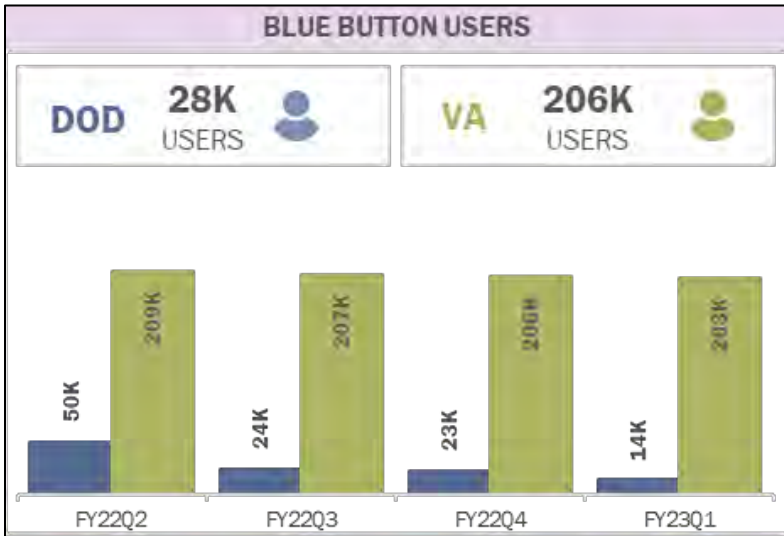 BLUE BUTTON USERS
DOD 28K USERS
VA 206K USERS
50K 209K 24K 207K 23K 206K 14K 203K
FY22Q2 FY22Q3 FY22Q4 FY23Q1